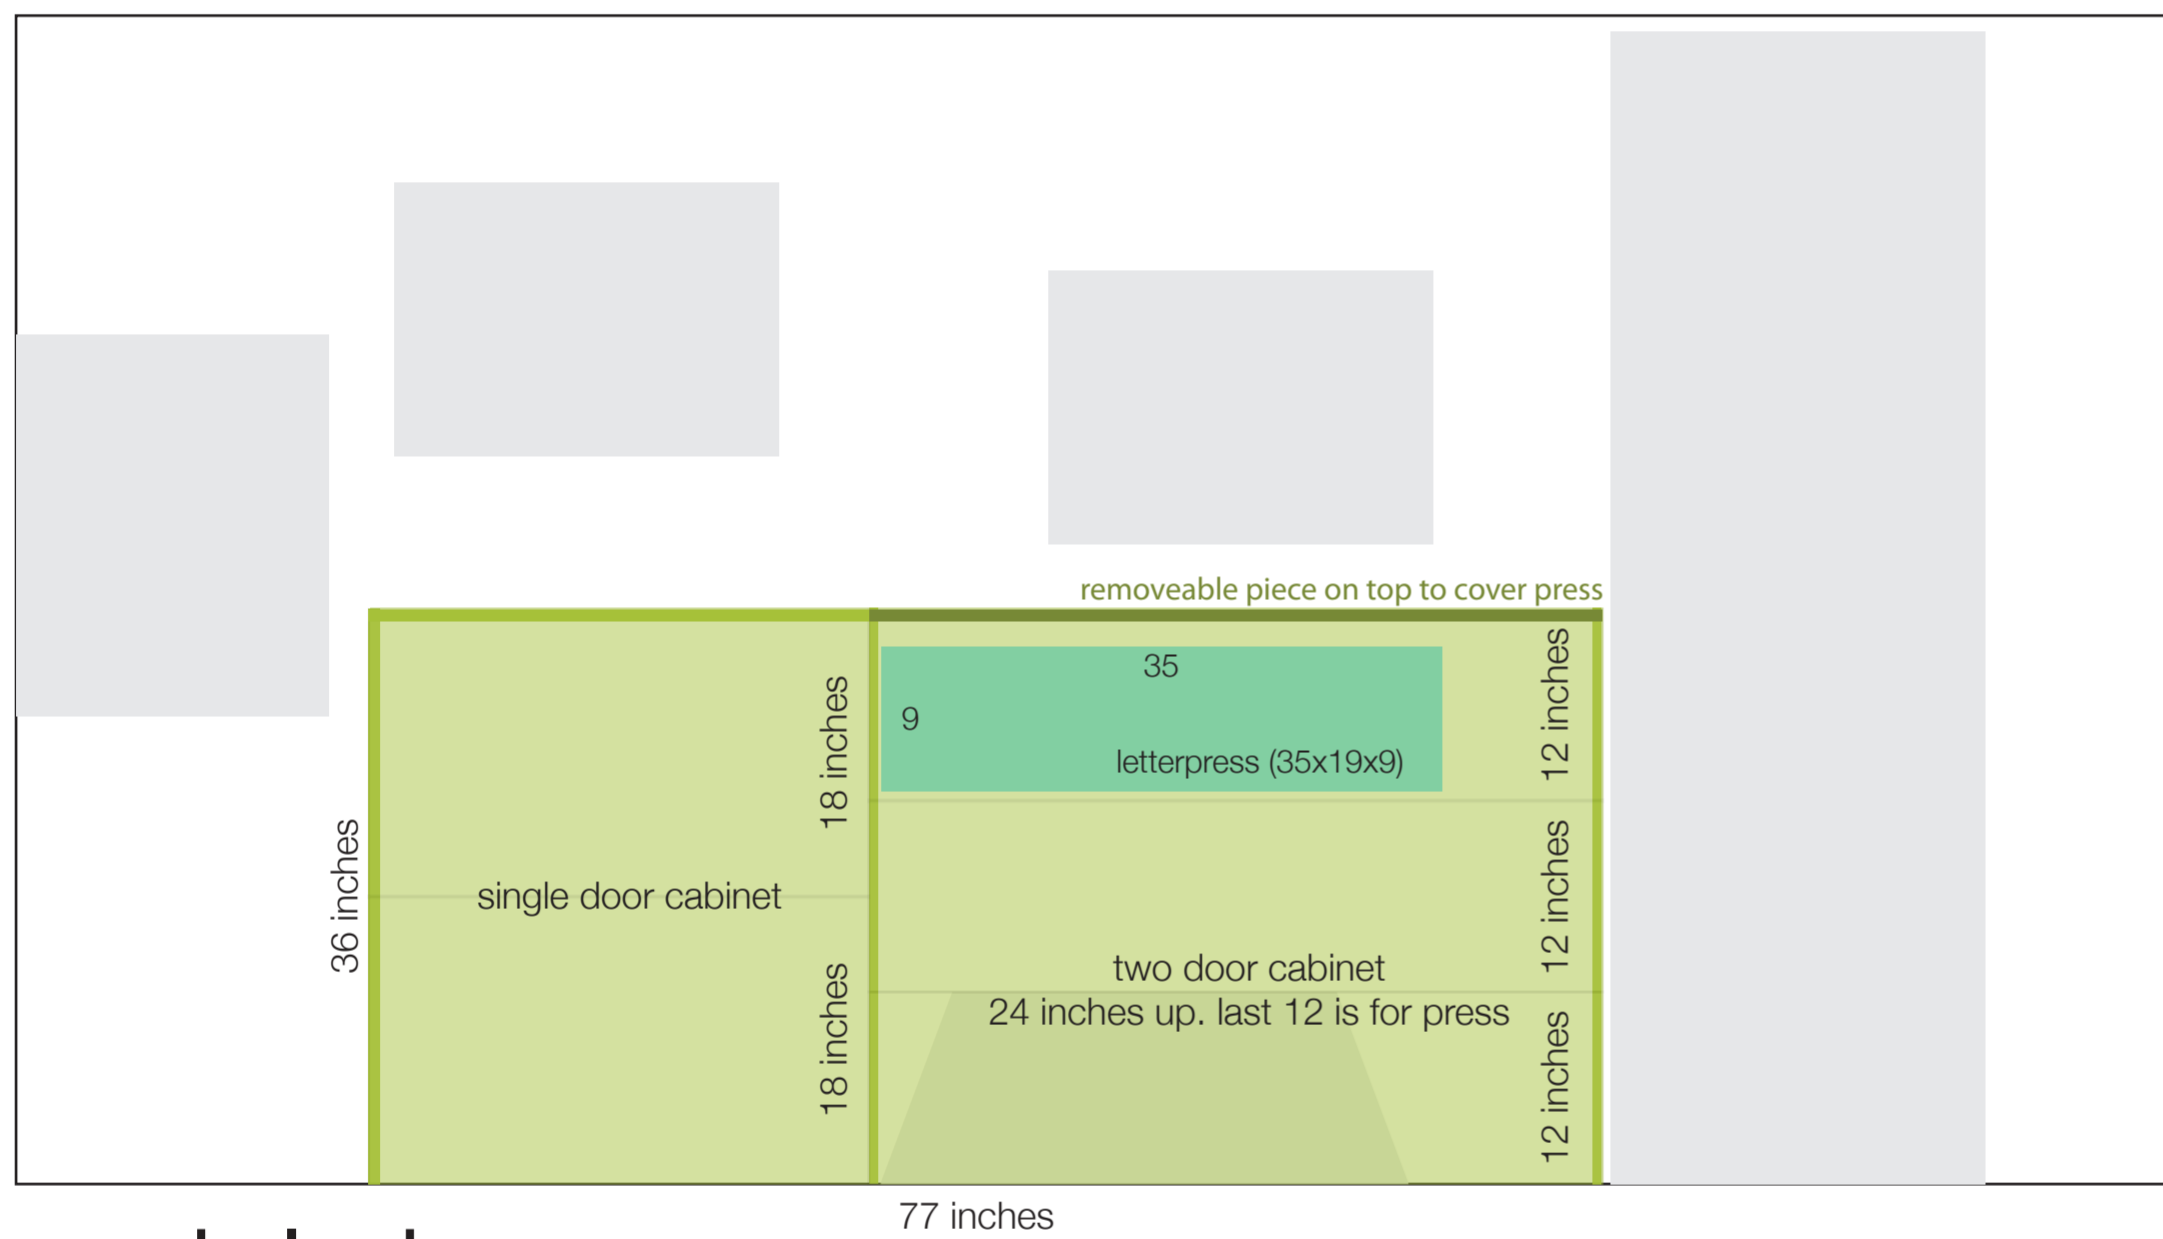 removeable piece on top to cover press
35
9
letterpress (35x19x9)
12 inches
18 inches
36 inches
single door cabinet
12 inches
two door cabinet
24 inches up. last 12 is for press
18 inches
12 inches
77 inches